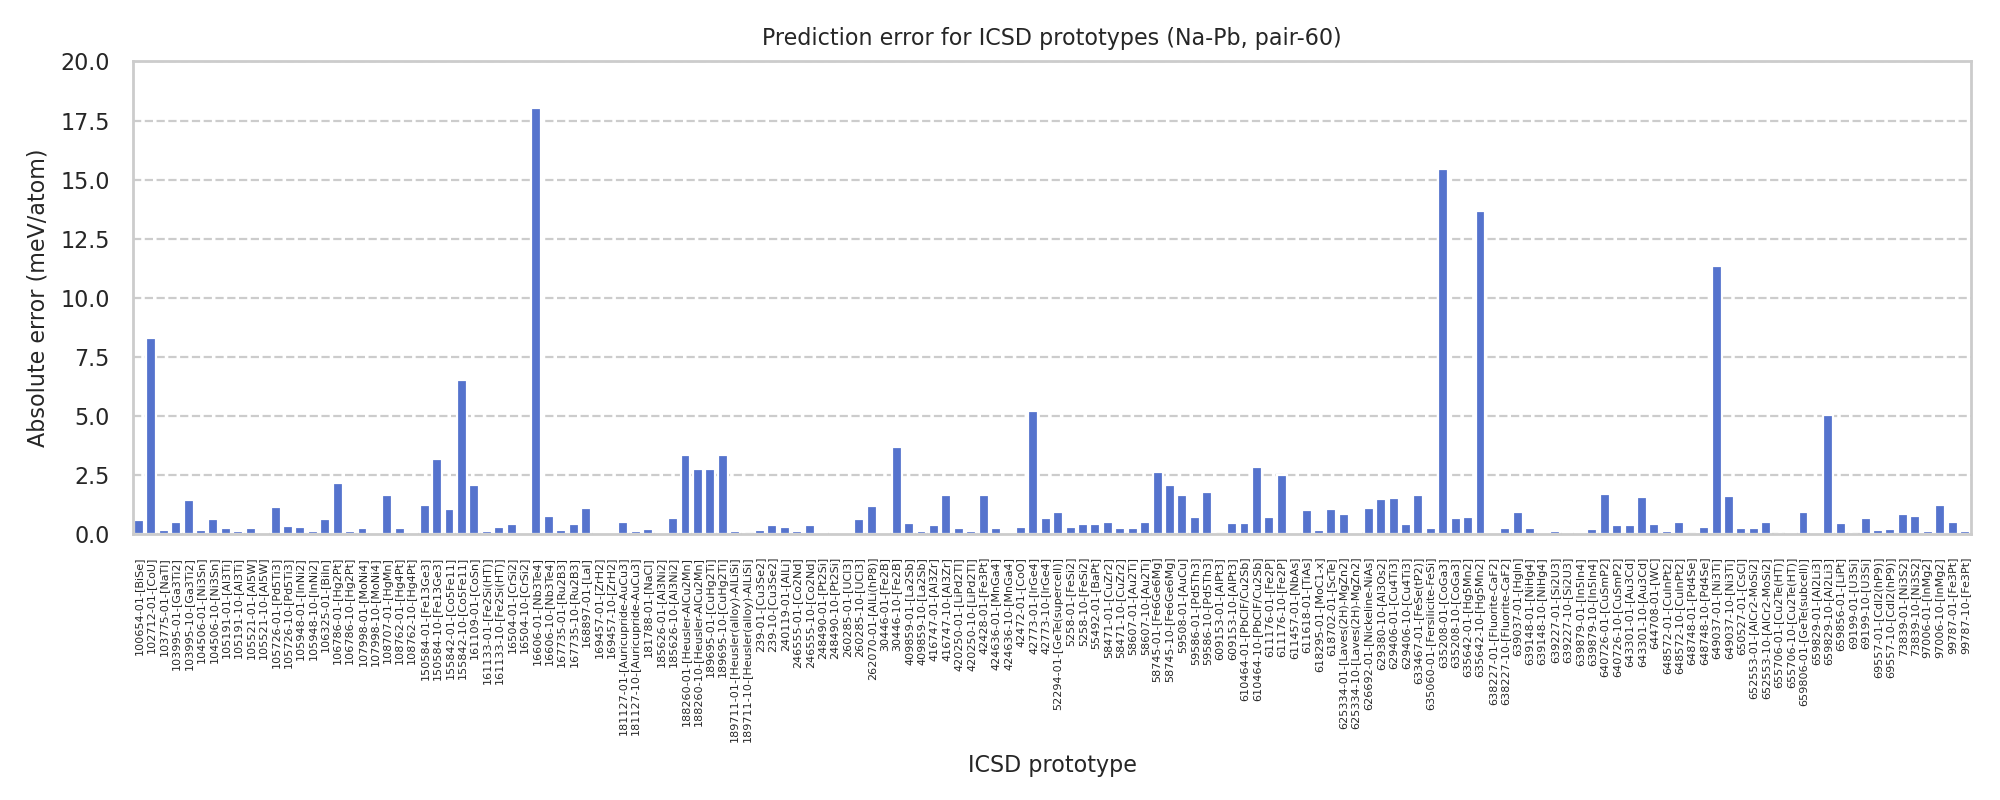 Prediction error for ICSD prototypes (Na-Pb, pair-60)
Absolute error (meV/atom)
20.0
17.5
15.0
12.5
10.0
7.5
5.0
2.5
0.0
100654-01-[BiSe]
102712-01-[CoU]
103775-01-[NaTl]
103995-01-[Ga3Ti2]
103995-10-[Ga3Ti2]
104506-01-[Ni3Sn]
104506-10-[Ni3Sn]
105191-01-[Al3Ti]
105191-10-[Al3Ti]
105521-01-[Al5W]
105521-10-[Al5W]
105726-01-[Pd5Ti3]
105726-10-[Pd5Ti3]
105948-01-[InNi2]
105948-10-[InNi2]
106325-01-[BiIn]
106786-01-[Hg2Pt]
106786-10-[Hg2Pt]
107998-01-[MoNi4]
107998-10-[MoNi4]
108707-01-[HgMn]
108762-01-[Hg4Pt]
108762-10-[Hg4Pt]
150584-01-[Fe13Ge3]
150584-10-[Fe13Ge3]
155842-01-[Co5Fe11]
155842-10-[Co5Fe11]
161109-01-[CoSn]
161133-01-[Fe2Si(HT)]
161133-10-[Fe2Si(HT)]
16504-01-[CrSi2]
16504-10-[CrSi2]
166606-01-[Nb3Te4]
166606-10-[Nb3Te4]
167735-01-[Ru2B3]
167735-10-[Ru2B3]
168897-01-[LaI]
169457-01-[ZrH2]
169457-10-[ZrH2]
181127-01-[Auricupride-AuCu3]
181127-10-[Auricupride-AuCu3]
181788-01-[NaCl]
185626-01-[Al3Ni2]
185626-10-[Al3Ni2]
188260-01-[Heusler-AlCu2Mn]
188260-10-[Heusler-AlCu2Mn]
189695-01-[CuHg2Ti]
189695-10-[CuHg2Ti]
189711-01-[Heusler(alloy)-AlLiSi]
189711-10-[Heusler(alloy)-AlLiSi]
239-01-[Cu3Se2]
239-10-[Cu3Se2]
240119-01-[AlLi]
246555-01-[Co2Nd]
246555-10-[Co2Nd]
248490-01-[Pt2Si]
248490-10-[Pt2Si]
260285-01-[UCl3]
260285-10-[UCl3]
262070-01-[AlLi(hP8)]
30446-01-[Fe2B]
30446-10-[Fe2B]
409859-01-[La2Sb]
409859-10-[La2Sb]
416747-01-[Al3Zr]
416747-10-[Al3Zr]
420250-01-[LiPd2Tl]
420250-10-[LiPd2Tl]
42428-01-[Fe3Pt]
424636-01-[MnGa4]
424636-10-[MnGa4]
42472-01-[CoO]
42773-01-[IrGe4]
42773-10-[IrGe4]
52294-01-[GeTe(supercell)]
5258-01-[FeSi2]
5258-10-[FeSi2]
55492-01-[BaPt]
58471-01-[CuZr2]
58471-10-[CuZr2]
58607-01-[Au2Ti]
58607-10-[Au2Ti]
58745-01-[Fe6Ge6Mg]
58745-10-[Fe6Ge6Mg]
59508-01-[AuCu]
59586-01-[Pd5Th3]
59586-10-[Pd5Th3]
609153-01-[AlPt3]
609153-10-[AlPt3]
610464-01-[PbClF/Cu2Sb]
610464-10-[PbClF/Cu2Sb]
611176-01-[Fe2P]
611176-10-[Fe2P]
611457-01-[NbAs]
611618-01-[TiAs]
618295-01-[MoC1-x]
618702-01-[ScTe]
625334-01-[Laves(2H)-MgZn2]
625334-10-[Laves(2H)-MgZn2]
626692-01-[Nickeline-NiAs]
629380-10-[Al3Os2]
629406-01-[Cu4Ti3]
629406-10-[Cu4Ti3]
633467-01-[FeSe(tP2)]
635060-01-[Fersilicite-FeSi]
635208-01-[CoGa3]
635208-10-[CoGa3]
635642-01-[Hg5Mn2]
635642-10-[Hg5Mn2]
638227-01-[Fluorite-CaF2]
638227-10-[Fluorite-CaF2]
639037-01-[HgIn]
639148-01-[NiHg4]
639148-10-[NiHg4]
639227-01-[Si2U3]
639227-10-[Si2U3]
639879-01-[In5In4]
639879-10-[In5In4]
640726-01-[CuSmP2]
640726-10-[CuSmP2]
643301-01-[Au3Cd]
643301-10-[Au3Cd]
644708-01-[WC]
648572-01-[CuInPt2]
648572-10-[CuInPt2]
648748-01-[Pd4Se]
648748-10-[Pd4Se]
649037-01-[Ni3Ti]
649037-10-[Ni3Ti]
650527-01-[CsCl]
652553-01-[AlCr2-MoSi2]
652553-10-[AlCr2-MoSi2]
655706-01-[Cu2Te(HT)]
655706-10-[Cu2Te(HT)]
659806-01-[GeTe(subcell)]
659829-01-[Al2Li3]
659829-10-[Al2Li3]
659856-01-[LiPt]
69199-01-[U3Si]
69199-10-[U3Si]
69557-01-[CdI2(hP9)]
69557-10-[CdI2(hP9)]
73839-01-[Ni3S2]
73839-10-[Ni3S2]
97006-01-[InMg2]
97006-10-[InMg2]
99787-01-[Fe3Pt]
99787-10-[Fe3Pt]
ICSD prototype